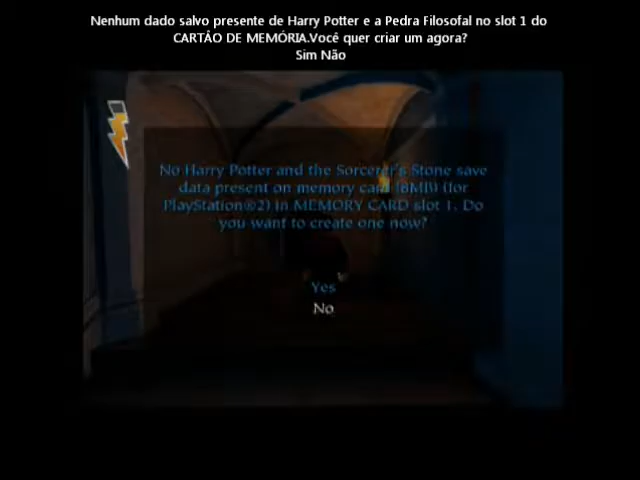 Nenhum dado salvo presente de Harry Potter e a Pedra Filosofal no slot 1 do
CARTÃO DE MEMÓRIA.Você quer criar um agora?
Sim Não
No Harry Potter and the Sorcerer's Stone save
data present on memory card (8MB) (for
PlayStation®2) in MEMORY CARD slot 1. Do
you want to create one now?
Yes
No